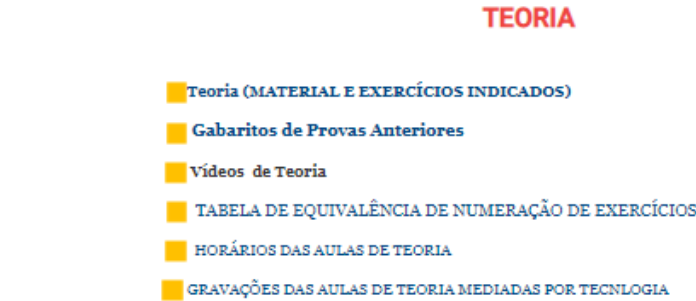 TEORIA
Teoria (MATERIAL E EXERCÍCIOS INDICADOS)
Gabaritos de Provas Anteriores
Vídeos de Teoria
TABELA DE EQUIVALÊNCIA DE NUMERAÇÃO DE EXERCÍCIOS
HORÁRIOS DAS AULAS DE TEORIA
GRAVAÇÕES DAS AULAS DE TEORIA MEDIADAS POR TECNLOGIA